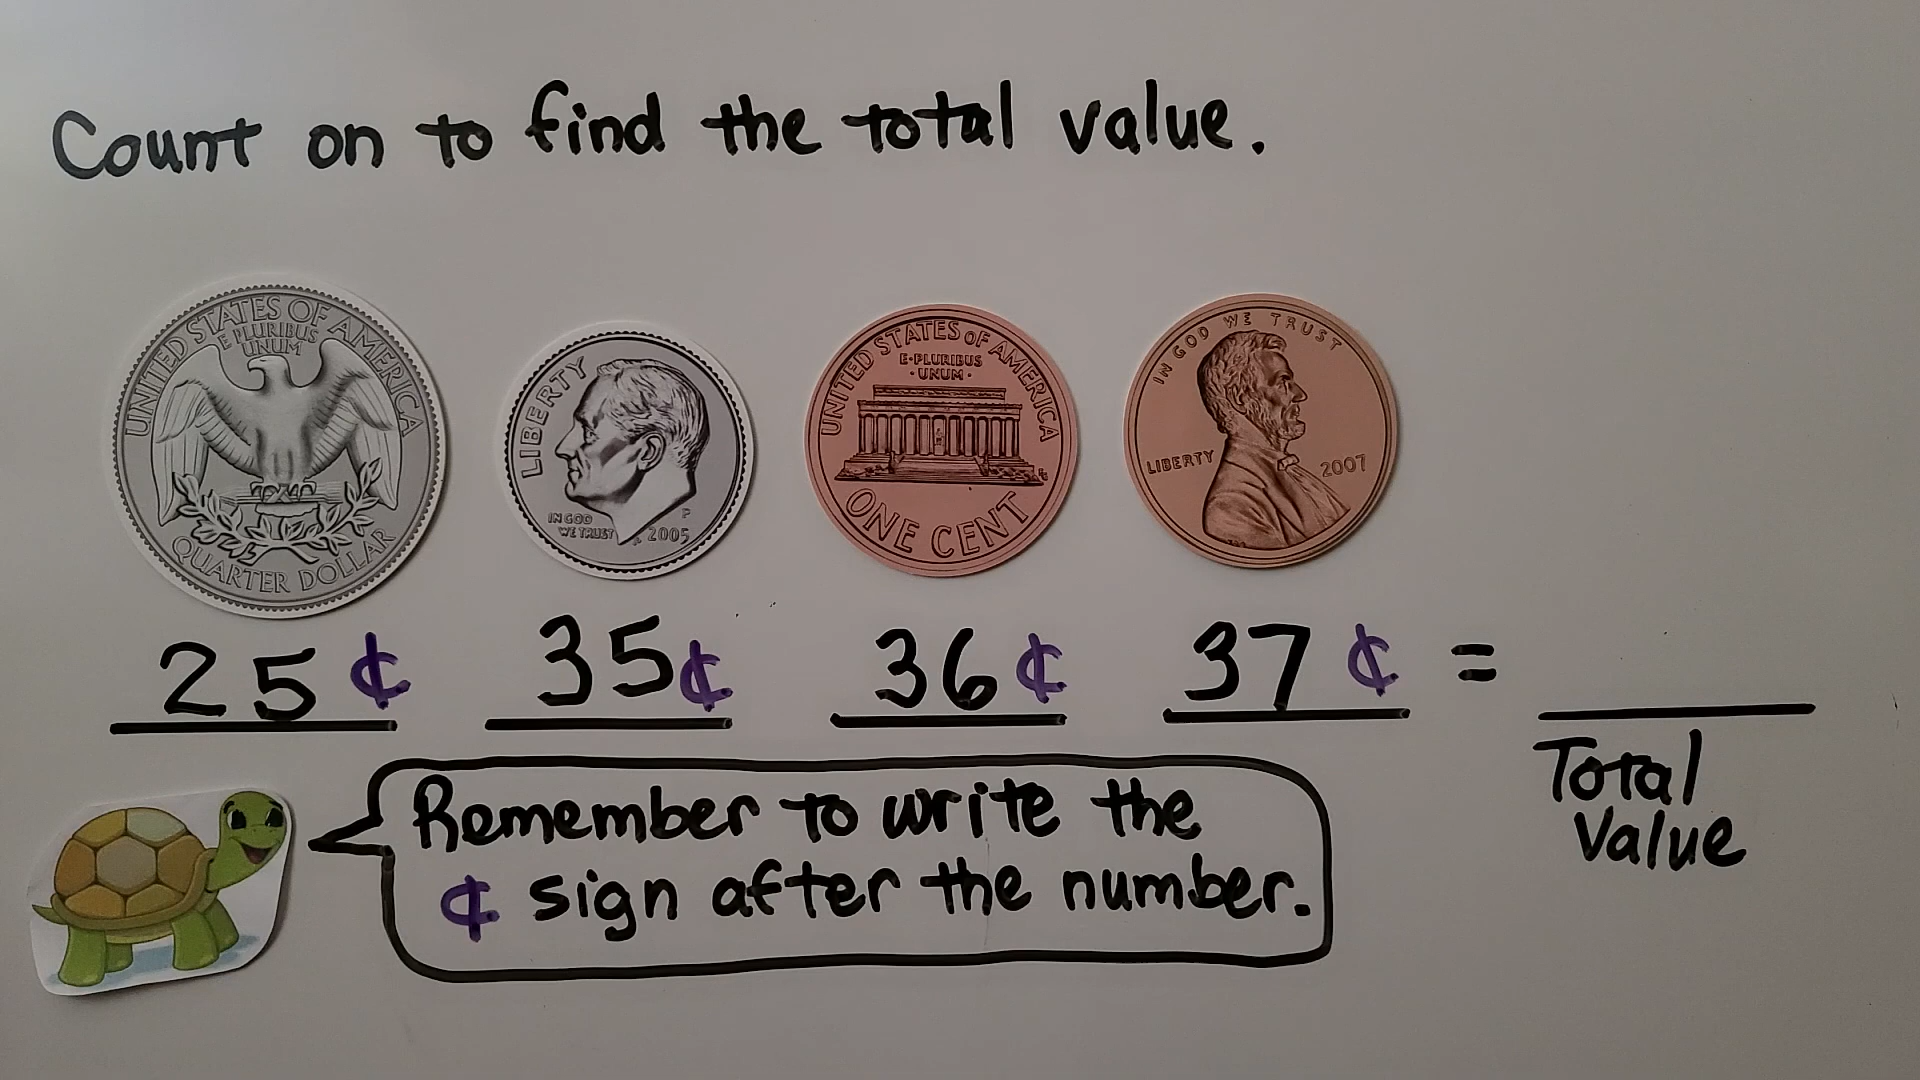 Count on to find the total value.
UNITED STATES OF AMERICA
E PLURIBUS
UNUM
QUARTER DOLLAR
LIBERTY
IN GOD
WE TRUST
P
2005
UNITED STATES OF AMERICA
E·PLURIBUS
·UNUM·
ONE CENT
IN GOD WE TRUST
LIBERTY
2007
25¢ 35¢ 36¢ 37¢ =
Total
Value
Remember to write the
¢ sign after the number.